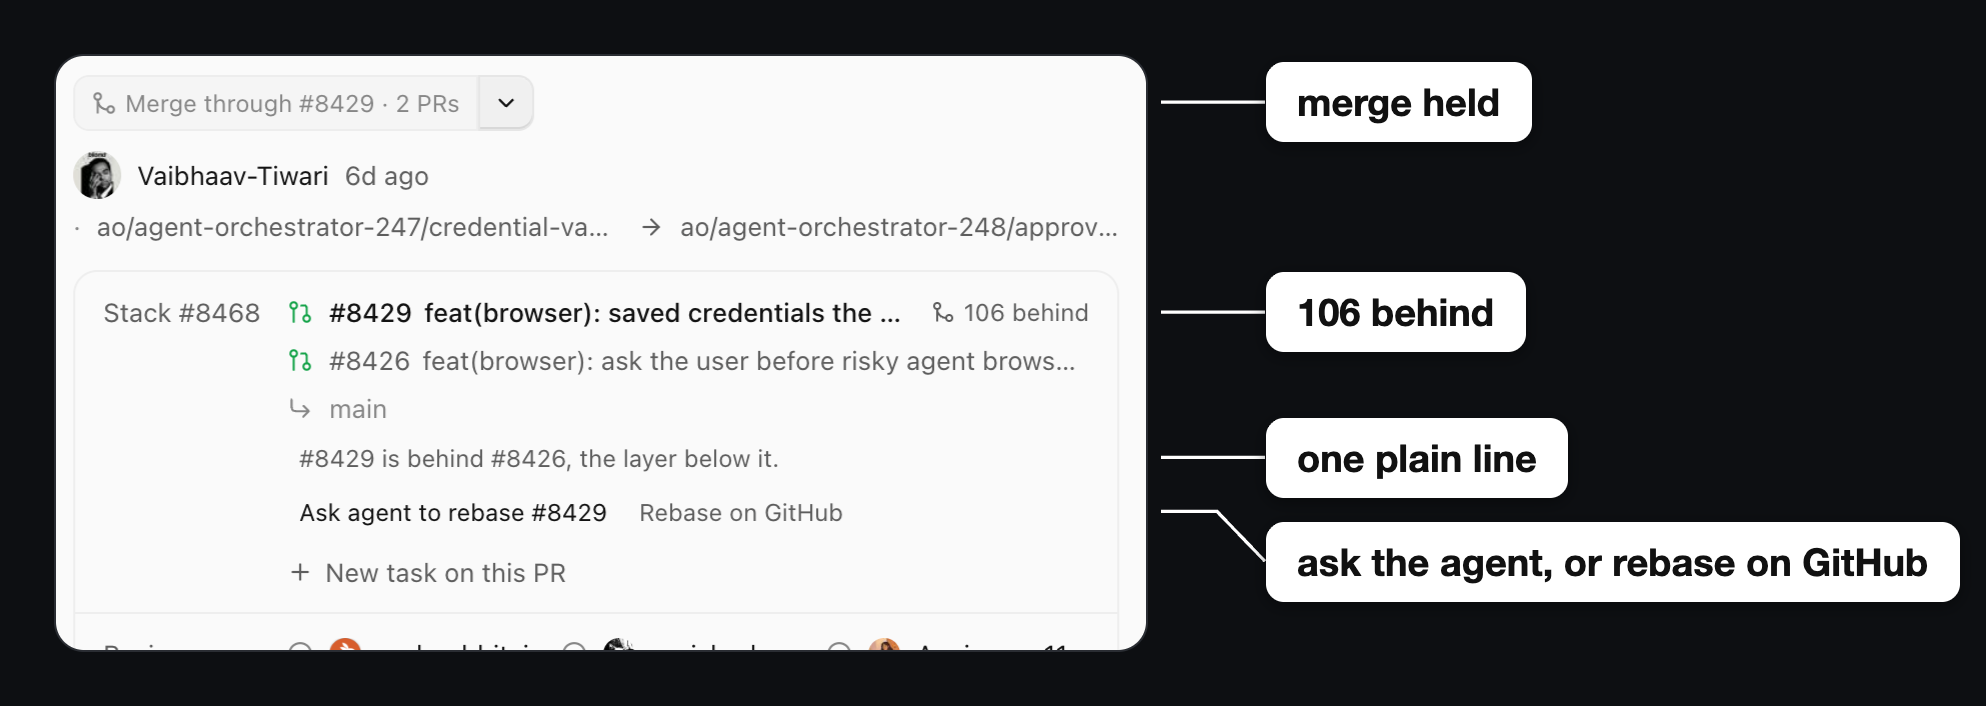 Merge through #8429 · 2 PRs
merge held
Vaibhaav-Tiwari 6d ago
· ao/agent-orchestrator-247/credential-va... → ao/agent-orchestrator-248/approv...
Stack #8468 #8429 feat(browser): saved credentials the ... 106 behind
106 behind
#8426 feat(browser): ask the user before risky agent brows...
main
#8429 is behind #8426, the layer below it.
one plain line
Ask agent to rebase #8429 Rebase on GitHub
ask the agent, or rebase on GitHub
+ New task on this PR